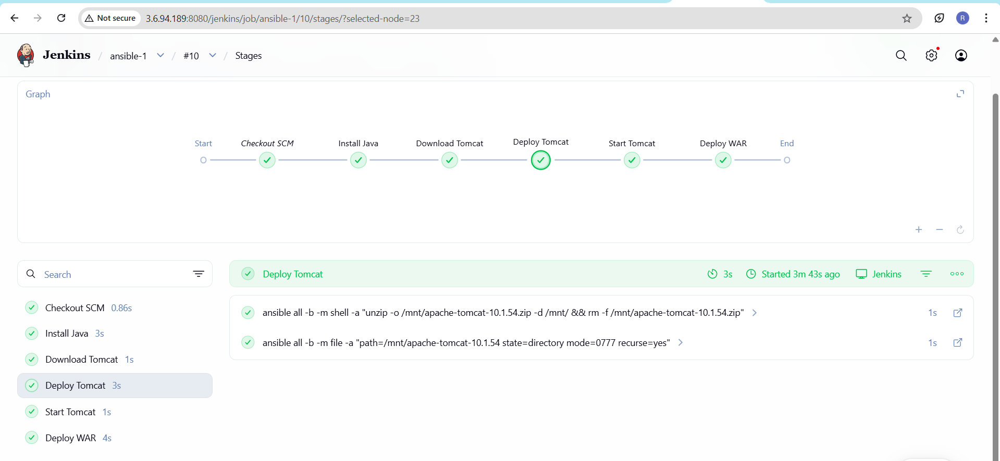 Not secure 3.6.94.189:8080/jenkins/job/ansible-1/10/stages/?selected-node=23 R
Jenkins / ansible-1 / #10 / Stages
Graph
Start Checkout SCM Install Java Download Tomcat Deploy Tomcat Start Tomcat Deploy WAR End
Search
Checkout SCM 0.86s
Install Java 3s
Download Tomcat 1s
Deploy Tomcat 3s
Start Tomcat 1s
Deploy WAR 4s
Deploy Tomcat 3s Started 3m 43s ago Jenkins
ansible all -b -m shell -a "unzip -o /mnt/apache-tomcat-10.1.54.zip -d /mnt/ && rm -f /mnt/apache-tomcat-10.1.54.zip" 1s
ansible all -b -m file -a "path=/mnt/apache-tomcat-10.1.54 state=directory mode=0777 recurse=yes" 1s